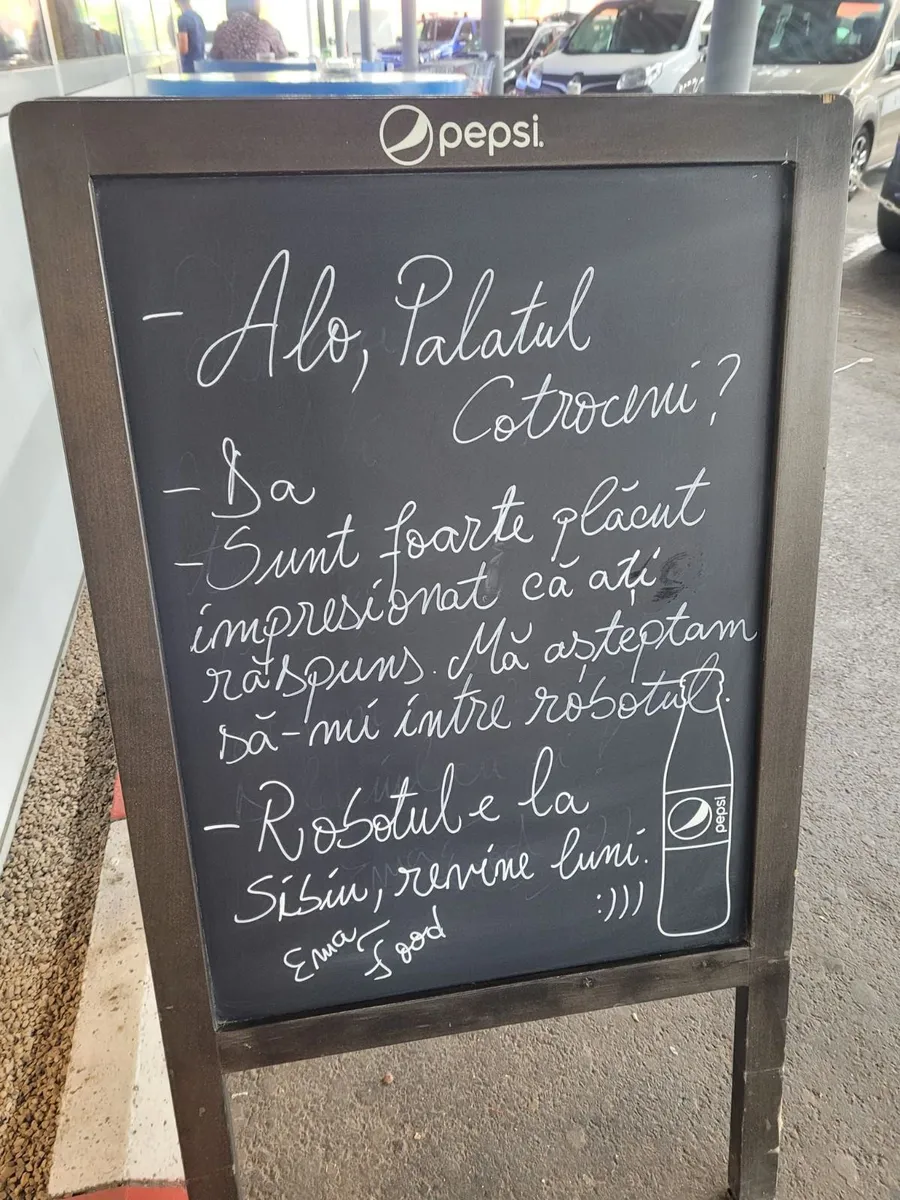 pepsi.
- Alo, Palatul
Cotroceni?
- Da
- Sunt foarte plăcut
impresionat că ați
răspuns. Mă așteptam
să-mi intre robotul.
- Robotul-e la
Sibiu, revine luni.
:)))
Ema Food
pepsi